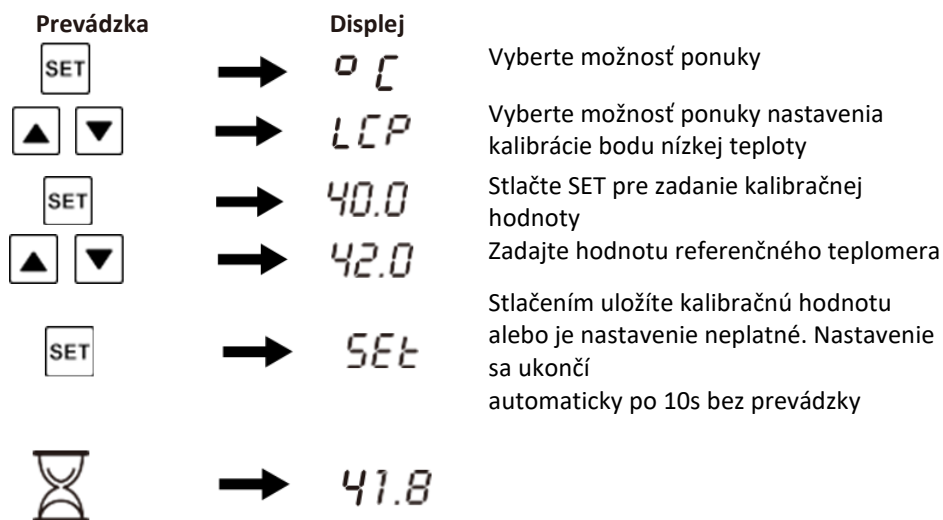 Prevádzka Displej
SET °C Vyberte možnosť ponuky
LCP Vyberte možnosť ponuky nastavenia
kalibrácie bodu nízkej teploty
SET 40.0 Stlačte SET pre zadanie kalibračnej
hodnoty
42.0 Zadajte hodnotu referenčného teplomera
Stlačením uložíte kalibračnú hodnotu
SET SEt alebo je nastavenie neplatné. Nastavenie
sa ukončí
automaticky po 10s bez prevádzky
41.8